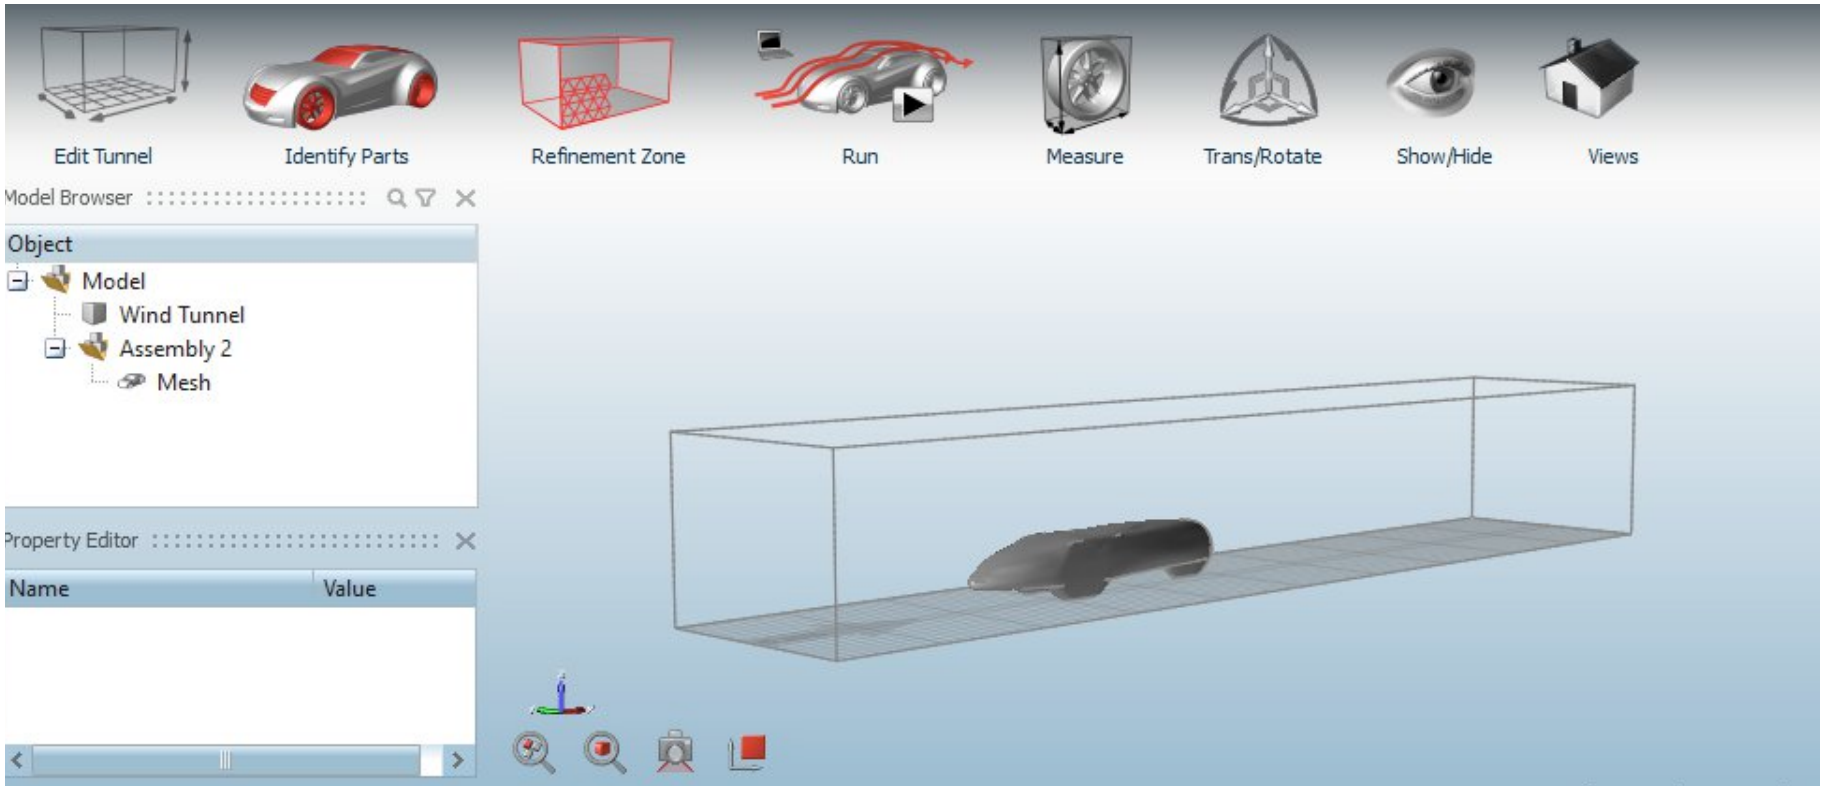 Edit Tunnel
Identify Parts
Refinement Zone
Run
Measure
Trans/Rotate
Show/Hide
Views
Model Browser
Object
Model
Wind Tunnel
Assembly 2
Mesh
Property Editor
Name Value